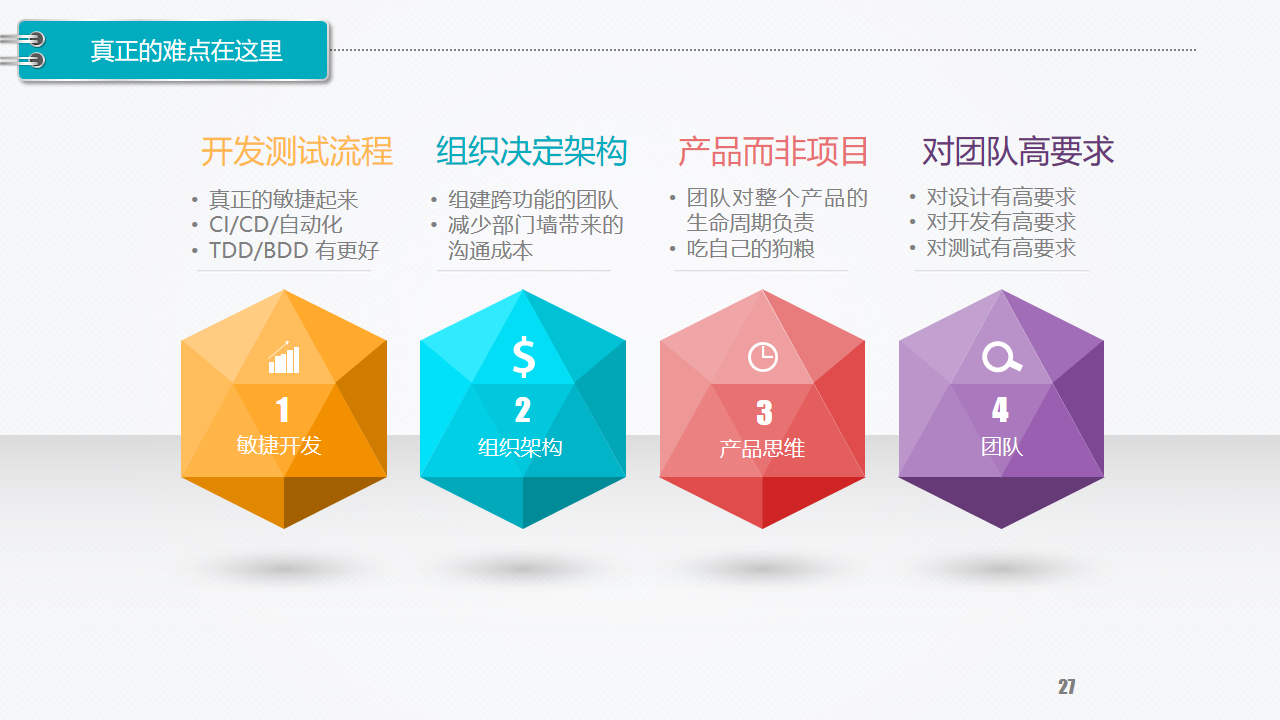 真正的难点在这里
开发测试流程
• 真正的敏捷起来
• CI/CD/自动化
• TDD/BDD 有更好
1
敏捷开发
组织决定架构
• 组建跨功能的团队
• 减少部门墙带来的
沟通成本
$
2
组织架构
产品而非项目
• 团队对整个产品的
生命周期负责
• 吃自己的狗粮
3
产品思维
对团队高要求
• 对设计有高要求
• 对开发有高要求
• 对测试有高要求
4
团队
27